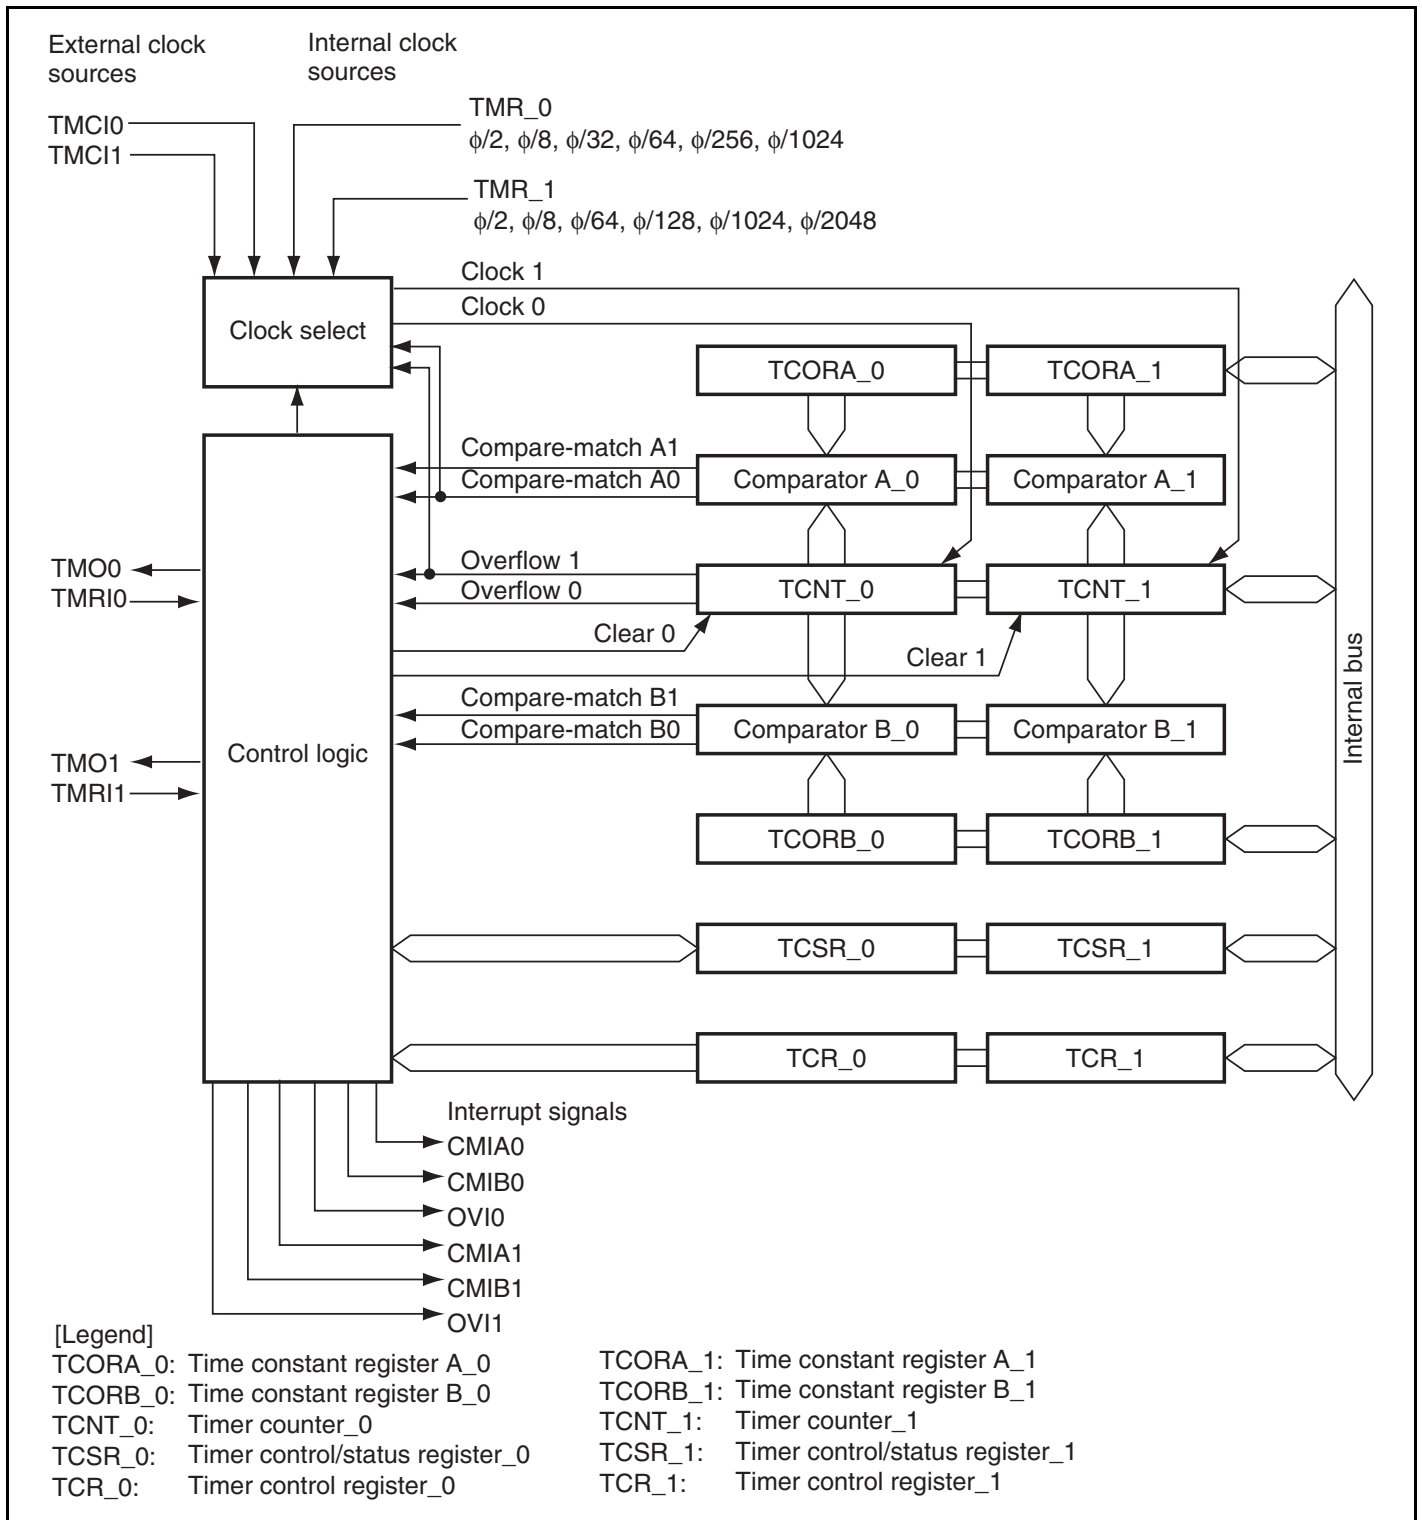 External clock
sources
Internal clock
sources
TMCI0
TMCI1
TMR_0
ϕ/2, ϕ/8, ϕ/32, ϕ/64, ϕ/256, ϕ/1024
TMR_1
ϕ/2, ϕ/8, ϕ/64, ϕ/128, ϕ/1024, ϕ/2048
Clock 1
Clock 0
Clock select
TCORA_0
TCORA_1
Compare-match A1
Compare-match A0
Comparator A_0
Comparator A_1
TMO0
TMRI0
Overflow 1
Overflow 0
TCNT_0
TCNT_1
Clear 0
Clear 1
Internal bus
Compare-match B1
Compare-match B0
Comparator B_0
Comparator B_1
Control logic
TMO1
TMRI1
TCORB_0
TCORB_1
TCSR_0
TCSR_1
TCR_0
TCR_1
Interrupt signals
CMIA0
CMIB0
OVI0
CMIA1
CMIB1
OVI1
[Legend]
TCORA_0: Time constant register A_0
TCORB_0: Time constant register B_0
TCNT_0: Timer counter_0
TCSR_0: Timer control/status register_0
TCR_0: Timer control register_0
TCORA_1: Time constant register A_1
TCORB_1: Time constant register B_1
TCNT_1: Timer counter_1
TCSR_1: Timer control/status register_1
TCR_1: Timer control register_1